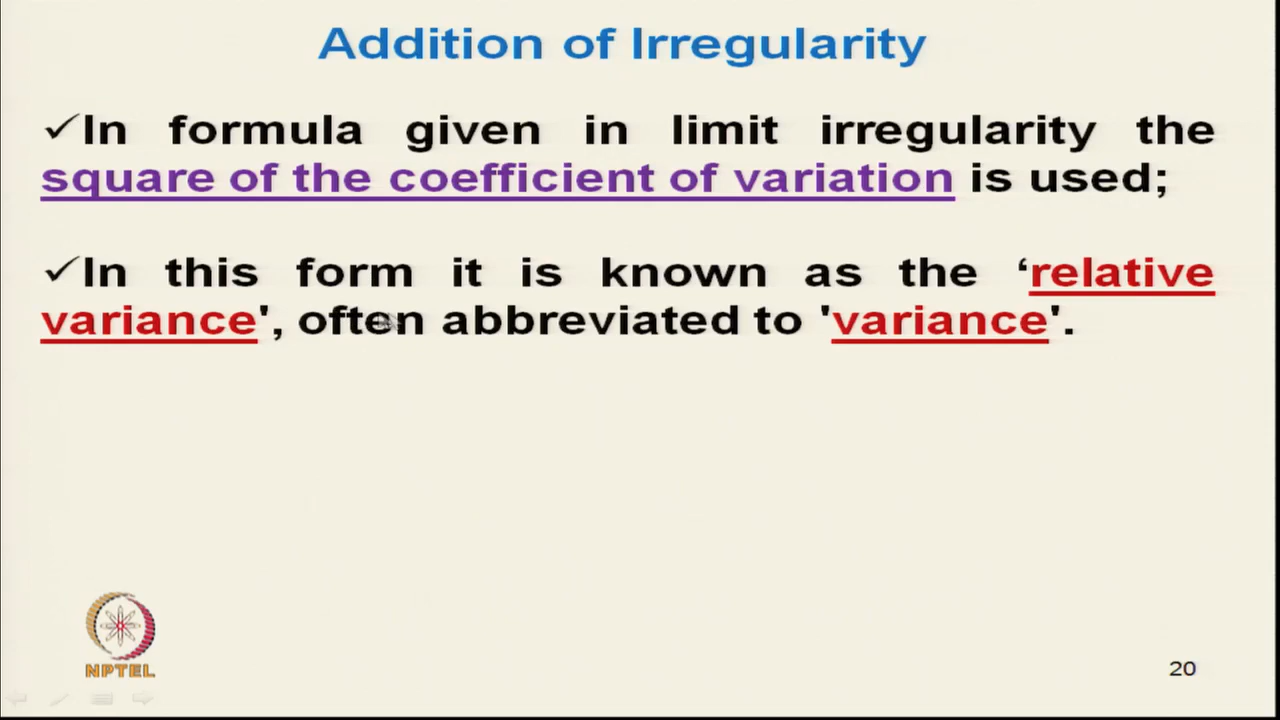 Addition of Irregularity
✓In formula given in limit irregularity the
square of the coefficient of variation is used;
✓In this form it is known as the ‘relative
variance', often abbreviated to 'variance'.
NPTEL
20